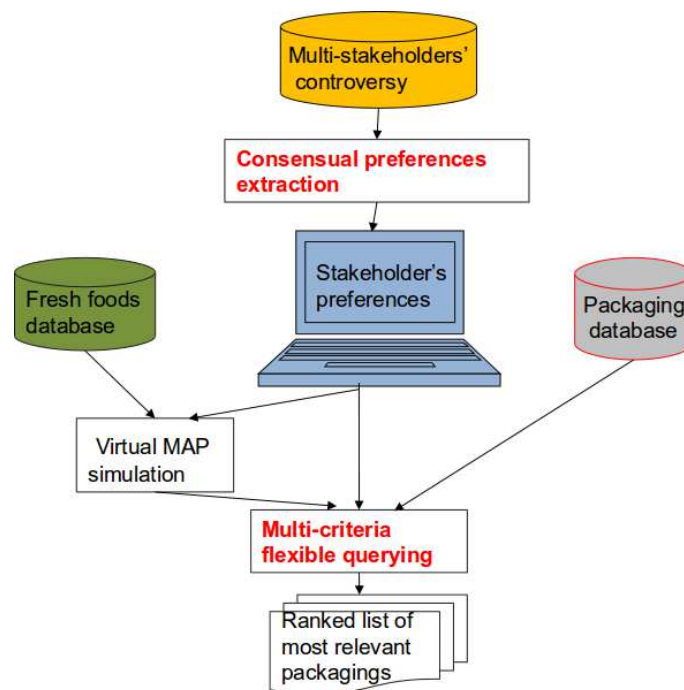 Multi-stakeholders'
controversy
Consensual preferences
extraction
Stakeholder's
preferences
Fresh foods
database
Packaging
database
Virtual MAP
simulation
Multi-criteria
flexible querying
Ranked list of
most relevant
packagings